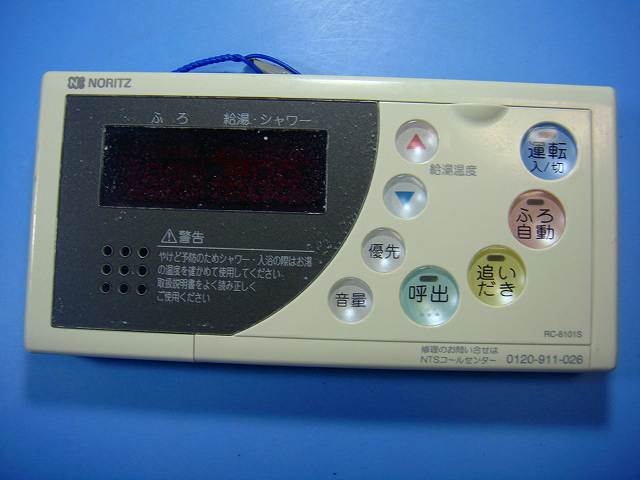 NORITZ
ふろ 給湯・シャワー
⚠警告
やけど予防のためシャワー・入浴の際はお湯
の温度を確かめて使用してください。
取扱説明書をよく読み正しく
ご使用ください
給湯温度
優先
音量
呼出
運転
入/切
ふろ
自動
追い
だき
RC-8101S
修理のお問い合せは
NTSコールセンター 0120-911-026